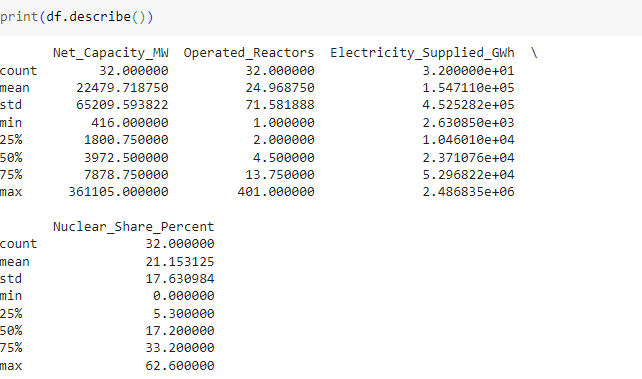 print(df.describe())
Net_Capacity_MW Operated_Reactors Electricity_Supplied_GWh \
count 32.000000 32.000000 3.200000e+01
mean 22479.718750 24.968750 1.547110e+05
std 65209.593822 71.581888 4.525282e+05
min 416.000000 1.000000 2.630850e+03
25% 1800.750000 2.000000 1.046010e+04
50% 3972.500000 4.500000 2.371076e+04
75% 7878.750000 13.750000 5.296822e+04
max 361105.000000 401.000000 2.486835e+06
Nuclear_Share_Percent
count 32.000000
mean 21.153125
std 17.630984
min 0.000000
25% 5.300000
50% 17.200000
75% 33.200000
max 62.600000